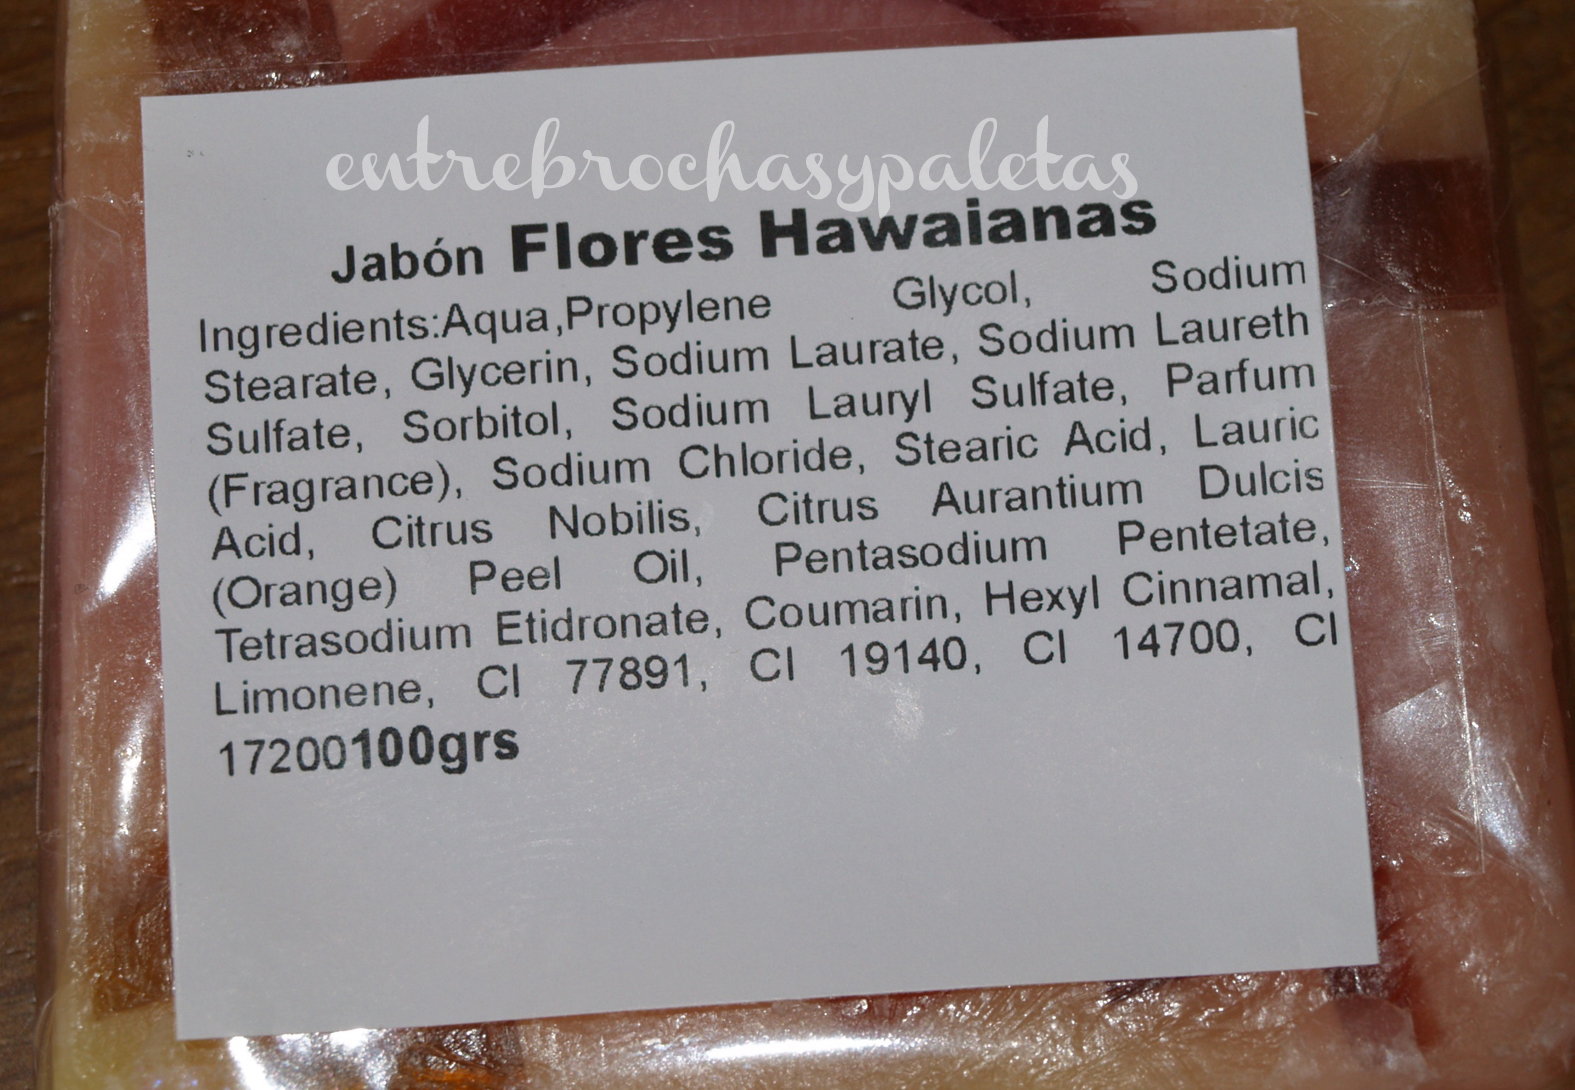 entrebrochasypaletas
Jabón Flores Hawaianas
Ingredients:Aqua,Propylene Glycol, Sodium
Stearate, Glycerin, Sodium Laurate, Sodium Laureth
Sulfate, Sorbitol, Sodium Lauryl Sulfate, Parfum
(Fragrance), Sodium Chloride, Stearic Acid, Lauric
Acid, Citrus Nobilis, Citrus Aurantium Dulcis
(Orange) Peel Oil, Pentasodium Pentetate,
Tetrasodium Etidronate, Coumarin, Hexyl Cinnamal,
Limonene, CI 77891, CI 19140, CI 14700, CI
17200100grs